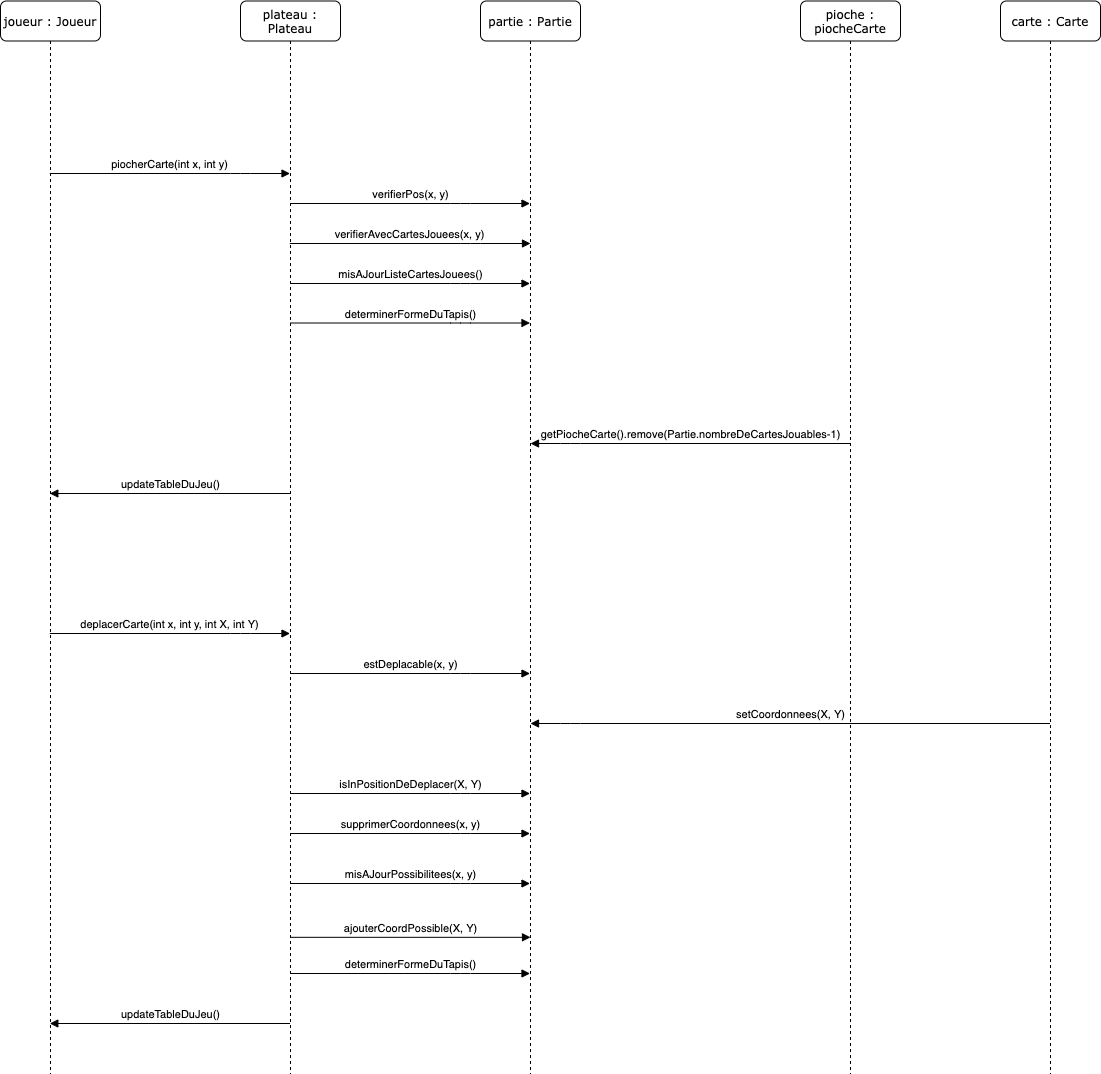 joueur : Joueur
plateau :
Plateau
partie : Partie
pioche :
piocheCarte
carte : Carte
piocherCarte(int x, int y)
verifierPos(x, y)
verifierAvecCartesJouees(x, y)
misAJourListeCartesJouees()
determinerFormeDuTapis()
getPiocheCarte().remove(Partie.nombreDeCartesJouables-1)
updateTableDuJeu()
deplacerCarte(int x, int y, int X, int Y)
estDeplacable(x, y)
setCoordonnees(X, Y)
isInPositionDeDeplacer(X, Y)
supprimerCoordonnees(x, y)
misAJourPossibilitees(x, y)
ajouterCoordPossible(X, Y)
determinerFormeDuTapis()
updateTableDuJeu()